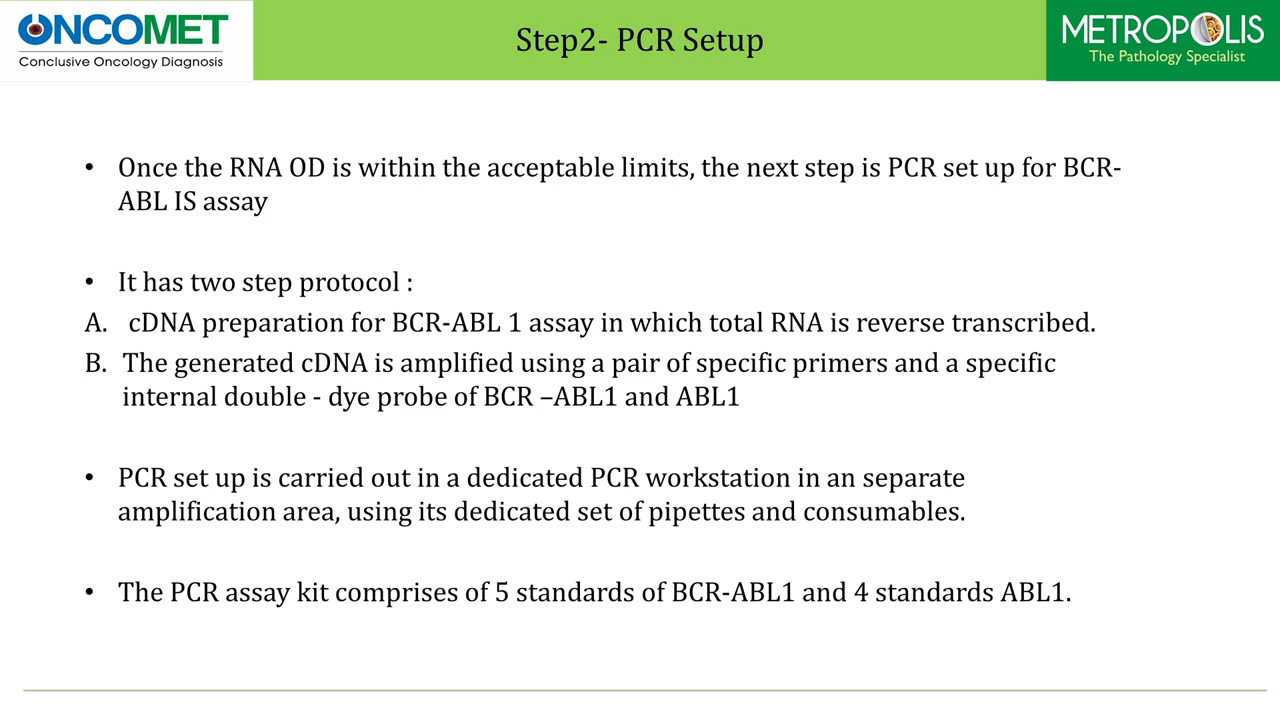 ONCOMET
Conclusive Oncology Diagnosis
Step2- PCR Setup
METROPOLIS
The Pathology Specialist
• Once the RNA OD is within the acceptable limits, the next step is PCR set up for BCR-
ABL IS assay
• It has two step protocol :
A. cDNA preparation for BCR-ABL 1 assay in which total RNA is reverse transcribed.
B. The generated cDNA is amplified using a pair of specific primers and a specific
internal double - dye probe of BCR –ABL1 and ABL1
• PCR set up is carried out in a dedicated PCR workstation in an separate
amplification area, using its dedicated set of pipettes and consumables.
• The PCR assay kit comprises of 5 standards of BCR-ABL1 and 4 standards ABL1.